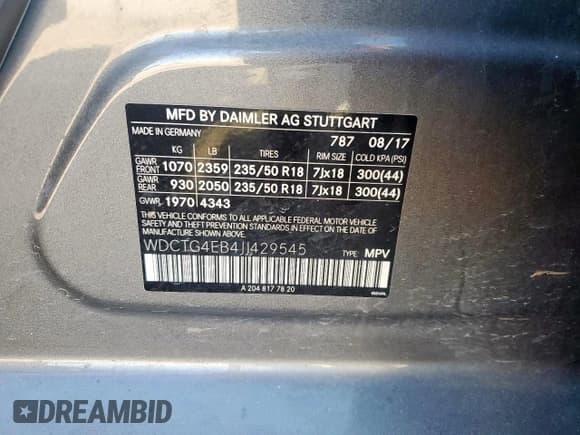 MFD BY DAIMLER AG STUTTGART
MADE IN GERMANY 787 08/17
KG LB TIRES RIM SIZE COLD KPA (PSI)
GAWR FRONT 1070 2359 235/50 R18 7Jx18 300(44)
GAWR REAR 930 2050 235/50 R18 7Jx18 300(44)
GVWR 1970 4343
THIS VEHICLE CONFORMS TO ALL APPLICABLE FEDERAL MOTOR VEHICLE
SAFETY AND THEFT PREVENTION STANDARDS IN EFFECT ON THE DATE OF
MANUFACTURE SHOWN ABOVE.
WDCTG4EB4JJ429545 TYPE: MPV
A 204 817 78 20
DREAMBID